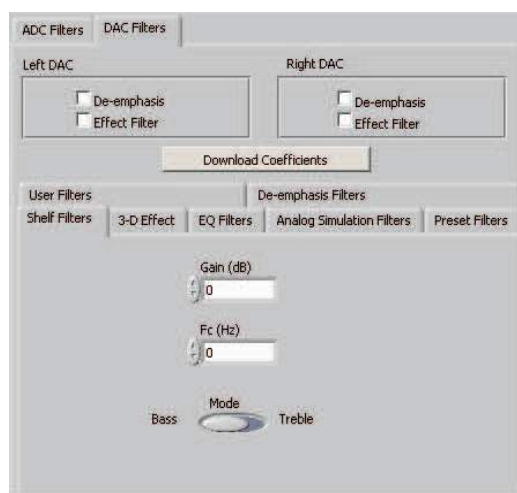 ADC Filters DAC Filters
Left DAC Right DAC
De-emphasis De-emphasis
Effect Filter Effect Filter
Download Coefficients
User Filters De-emphasis Filters
Shelf Filters 3-D Effect EQ Filters Analog Simulation Filters Preset Filters
Gain (dB)
0
Fc (Hz)
0
Mode
Bass Treble